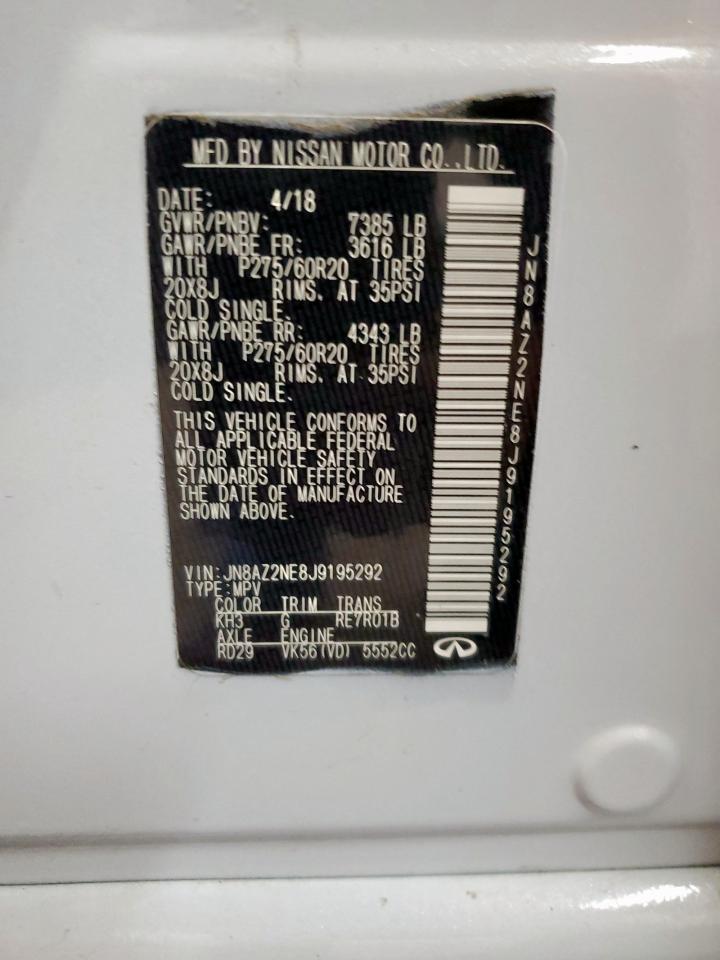 MFD BY NISSAN MOTOR CO.,LTD.
DATE: 4/18
GVWR/PNBV: 7385 LB
GAWR/PNBE FR: 3616 LB
WITH P275/60R20 TIRES
20X8J RIMS. AT 35PSI
COLD SINGLE.
GAWR/PNBE RR: 4343 LB
WITH P275/60R20 TIRES
20X8J RIMS. AT 35PSI
COLD SINGLE.
THIS VEHICLE CONFORMS TO
ALL APPLICABLE FEDERAL
MOTOR VEHICLE SAFETY
STANDARDS IN EFFECT ON
THE DATE OF MANUFACTURE
SHOWN ABOVE.
VIN:JN8AZ2NE8J9195292
TYPE:MPV
COLOR TRIM TRANS
KH3 G RE7R01B
AXLE ENGINE
RD29 VK56(VD) 5552CC
JN8AZ2NE8J9195292